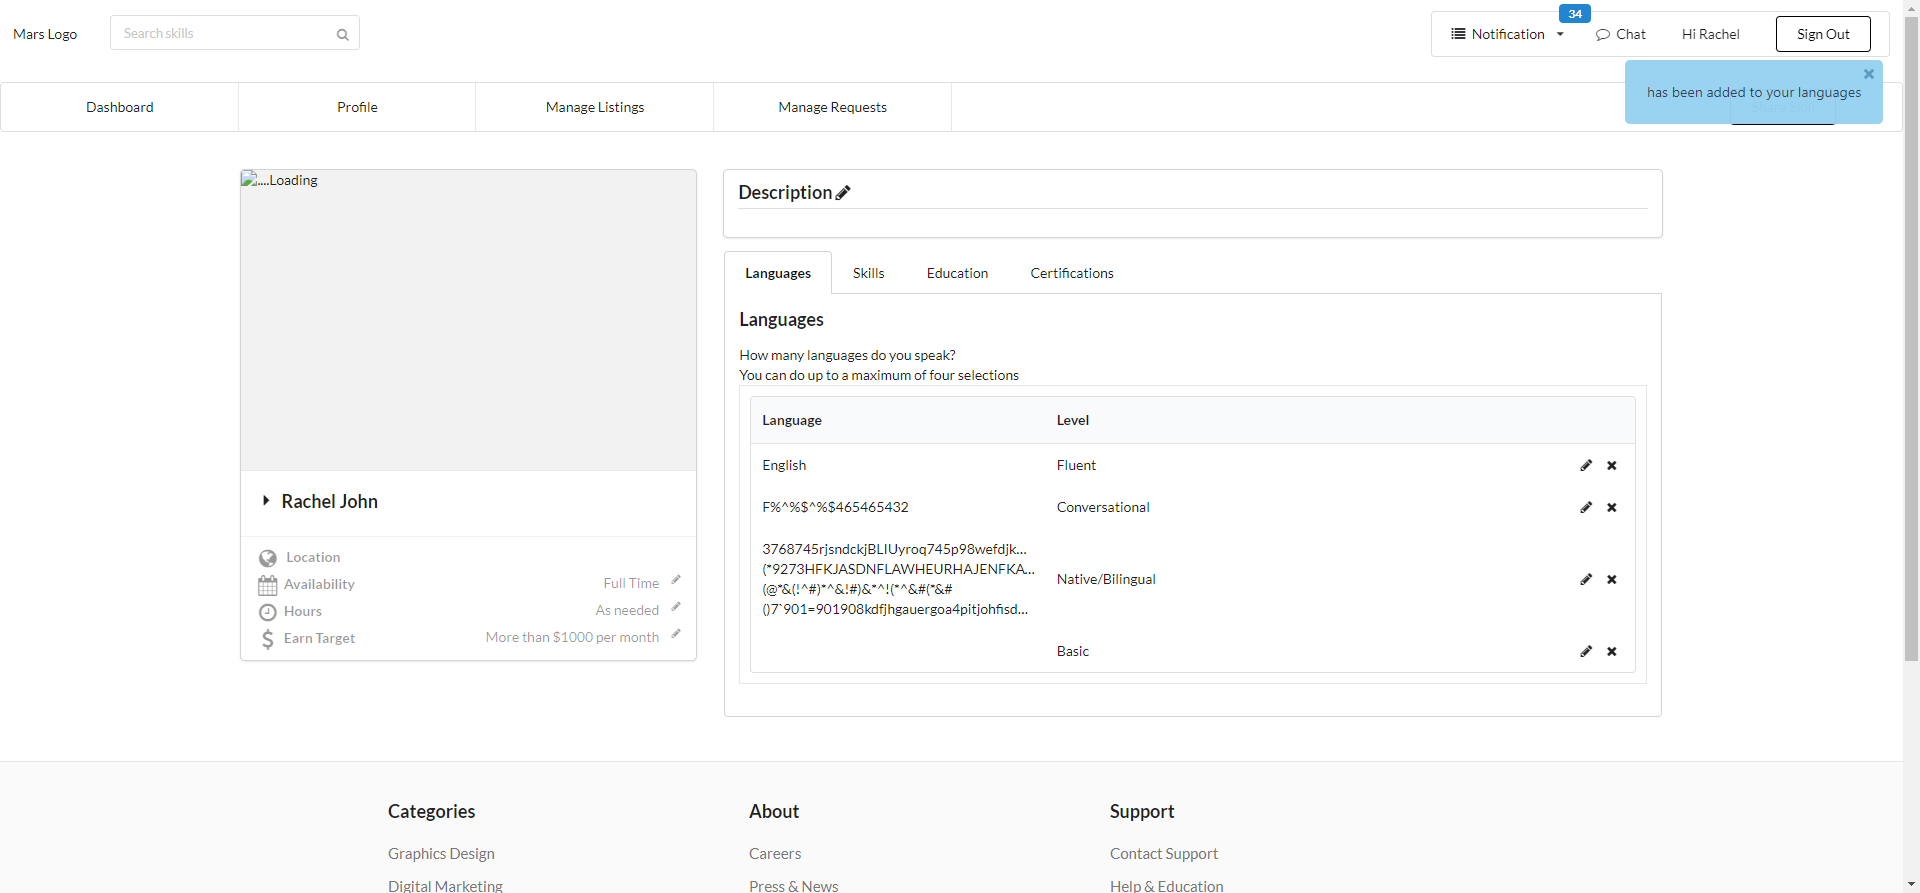 Mars Logo
Search skills
34
Notification
Chat
Hi Rachel
Sign Out
has been added to your languages
Dashboard
Profile
Manage Listings
Manage Requests
....Loading
Rachel John
Location
Availability
Full Time
Hours
As needed
Earn Target
More than $1000 per month
Description
Languages
Skills
Education
Certifications
Languages
How many languages do you speak?
You can do up to a maximum of four selections
Language Level
English Fluent
F%^%$^%$465465432 Conversational
3768745rjsndckjBLIUyroq745p98wefdjk...
(*9273HFKJASDNFLAWHEURHAJENFKA...
(@*&(!^#)*^&!#)&*^!(*^&#(*&#
()7`901=901908kdfjhgauergoa4pitjohfisd...
Native/Bilingual
Basic
Categories
About
Support
Graphics Design
Careers
Contact Support
Digital Marketing
Press & News
Help & Education